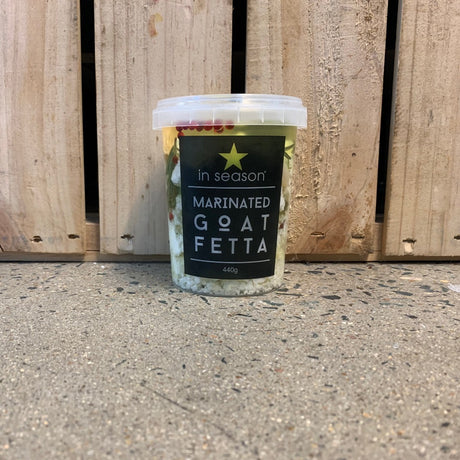 in season
MARINATED
GOAT
FETTA
440g